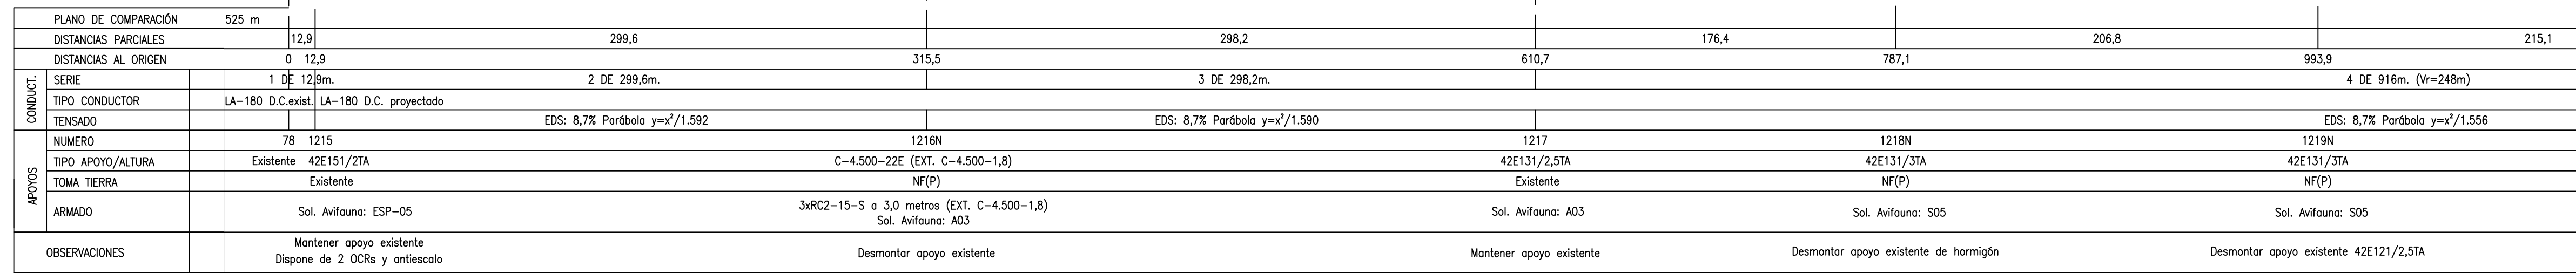 PLANO DE COMPARACIÓN 525 m
DISTANCIAS PARCIALES 12,9 299,6 298,2 176,4 206,8 215,1
DISTANCIAS AL ORIGEN 0 12,9 315,5 610,7 787,1 993,9
CONDUCT.
SERIE 1 DE 12,9m. 2 DE 299,6m. 3 DE 298,2m. 4 DE 916m. (Vr=248m)
TIPO CONDUCTOR LA-180 D.C.exist. LA-180 D.C. proyectado
TENSADO EDS: 8,7% Parábola y=x²/1.592 EDS: 8,7% Parábola y=x²/1.590 EDS: 8,7% Parábola y=x²/1.556
APOYOS
NUMERO 78 1215 1216N 1217 1218N 1219N
TIPO APOYO/ALTURA Existente 42E151/2TA C-4.500-22E (EXT. C-4.500-1,8) 42E131/2,5TA 42E131/3TA 42E131/3TA
TOMA TIERRA Existente NF(P) Existente NF(P) NF(P)
ARMADO Sol. Avifauna: ESP-05 3xRC2-15-S a 3,0 metros (EXT. C-4.500-1,8)
Sol. Avifauna: A03 Sol. Avifauna: A03 Sol. Avifauna: S05 Sol. Avifauna: S05
OBSERVACIONES Mantener apoyo existente
Dispone de 2 OCRs y antiescalo Desmontar apoyo existente Mantener apoyo existente Desmontar apoyo existente de hormigón Desmontar apoyo existente 42E121/2,5TA